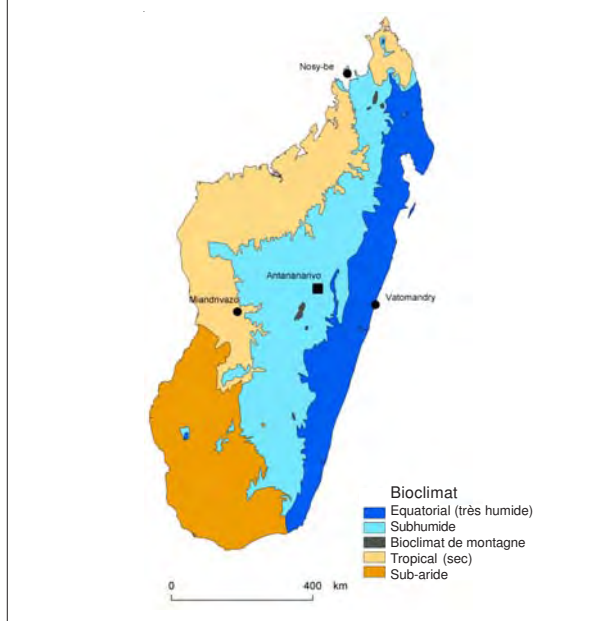 Nosy-be
Antananarivo
Miandrivazo
Vatomandry
Bioclimat
Equatorial (très humide)
Subhumide
Bioclimat de montagne
Tropical (sec)
Sub-aride
0 400 km